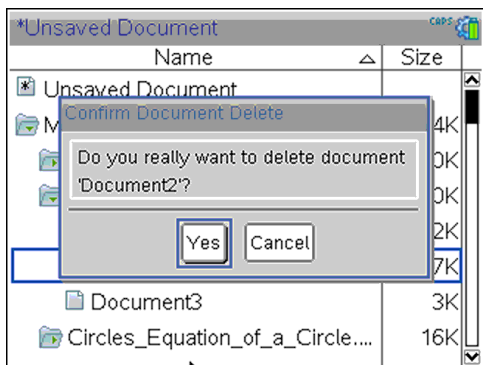 *Unsaved Document
CAPS
Name
Size
Unsaved Document
Confirm Document Delete
M
4K
Do you really want to delete document
0K
'Document2'?
0K
2K
Yes
Cancel
7K
Document3
3K
Circles_Equation_of_a_Circle....
16K